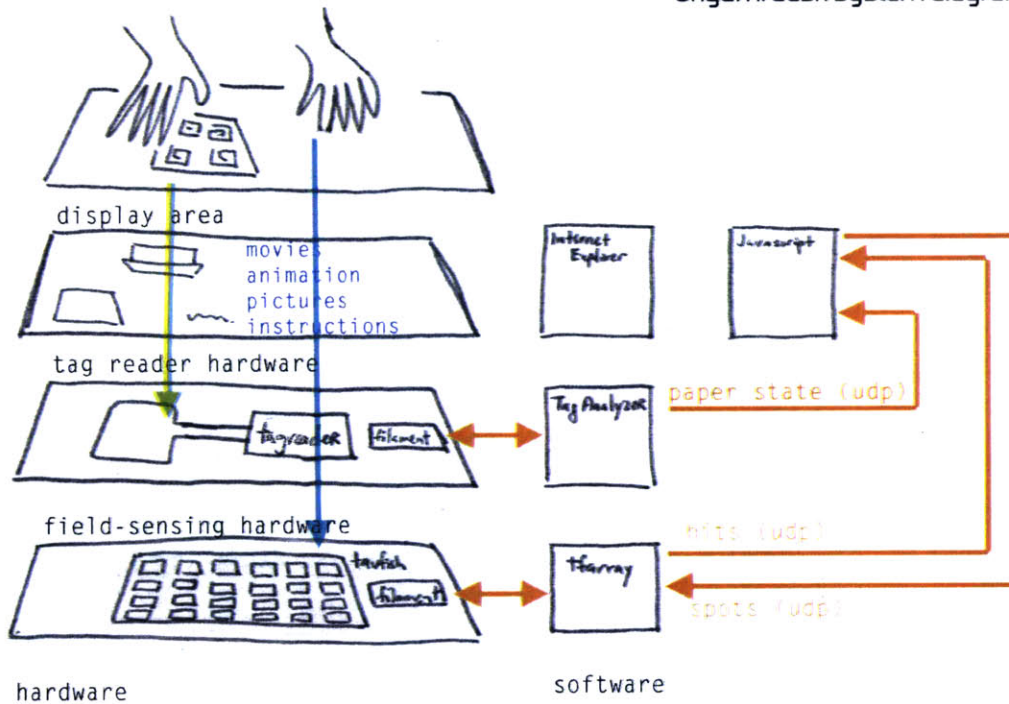 display area
movies
animation
pictures
instructions
Internet
Explorer
Javascript
tag reader hardware
tagreader
filament
Tag Analyzer
paper state (udp)
field-sensing hardware
filament
tfarray
hits (udp)
spots (udp)
hardware
software